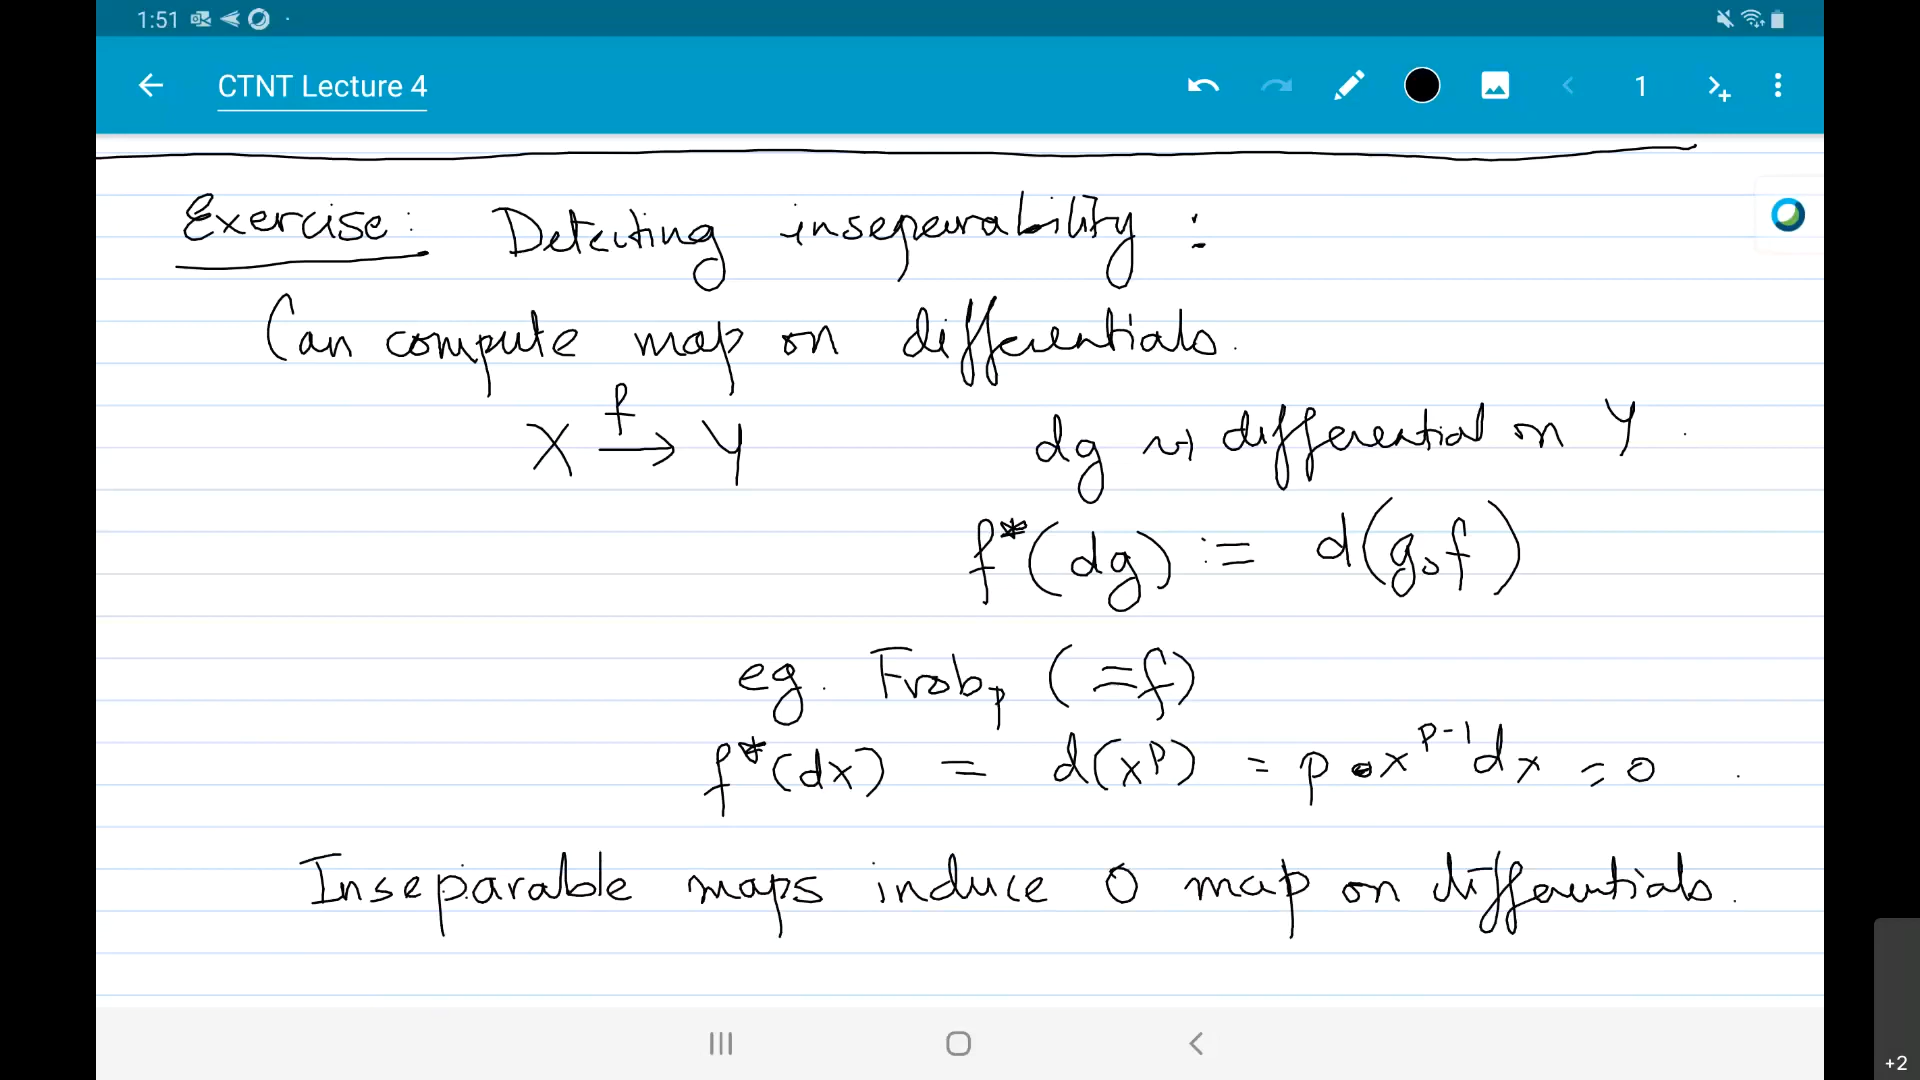 1:51
CTNT Lecture 4
1
Exercise: Detecting inseparability :
Can compute map on differentials.
X \xrightarrow{f} Y dg ⇝ differential on Y.
f*(dg) := d(g∘f)
eg. Frob_p (=f)
f*(dx) = d(x^p) = p·x^{p-1}dx = 0
Inseparable maps induce 0 map on differentials.
+2